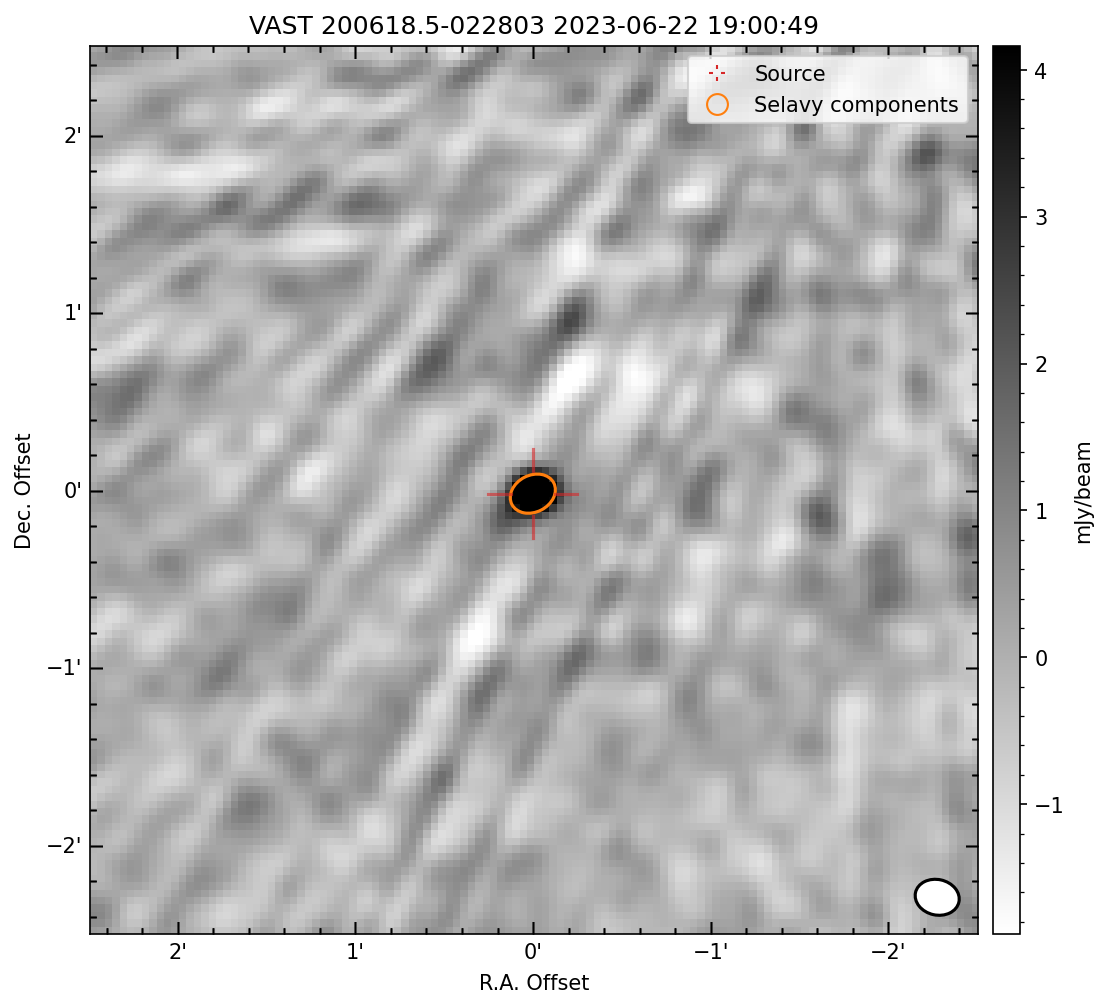 VAST 200618.5-022803 2023-06-22 19:00:49
Source
Selavy components
2'
1'
0'
−1'
−2'
Dec. Offset
2'
1'
0'
−1'
−2'
R.A. Offset
4
3
2
1
0
−1
mJy/beam